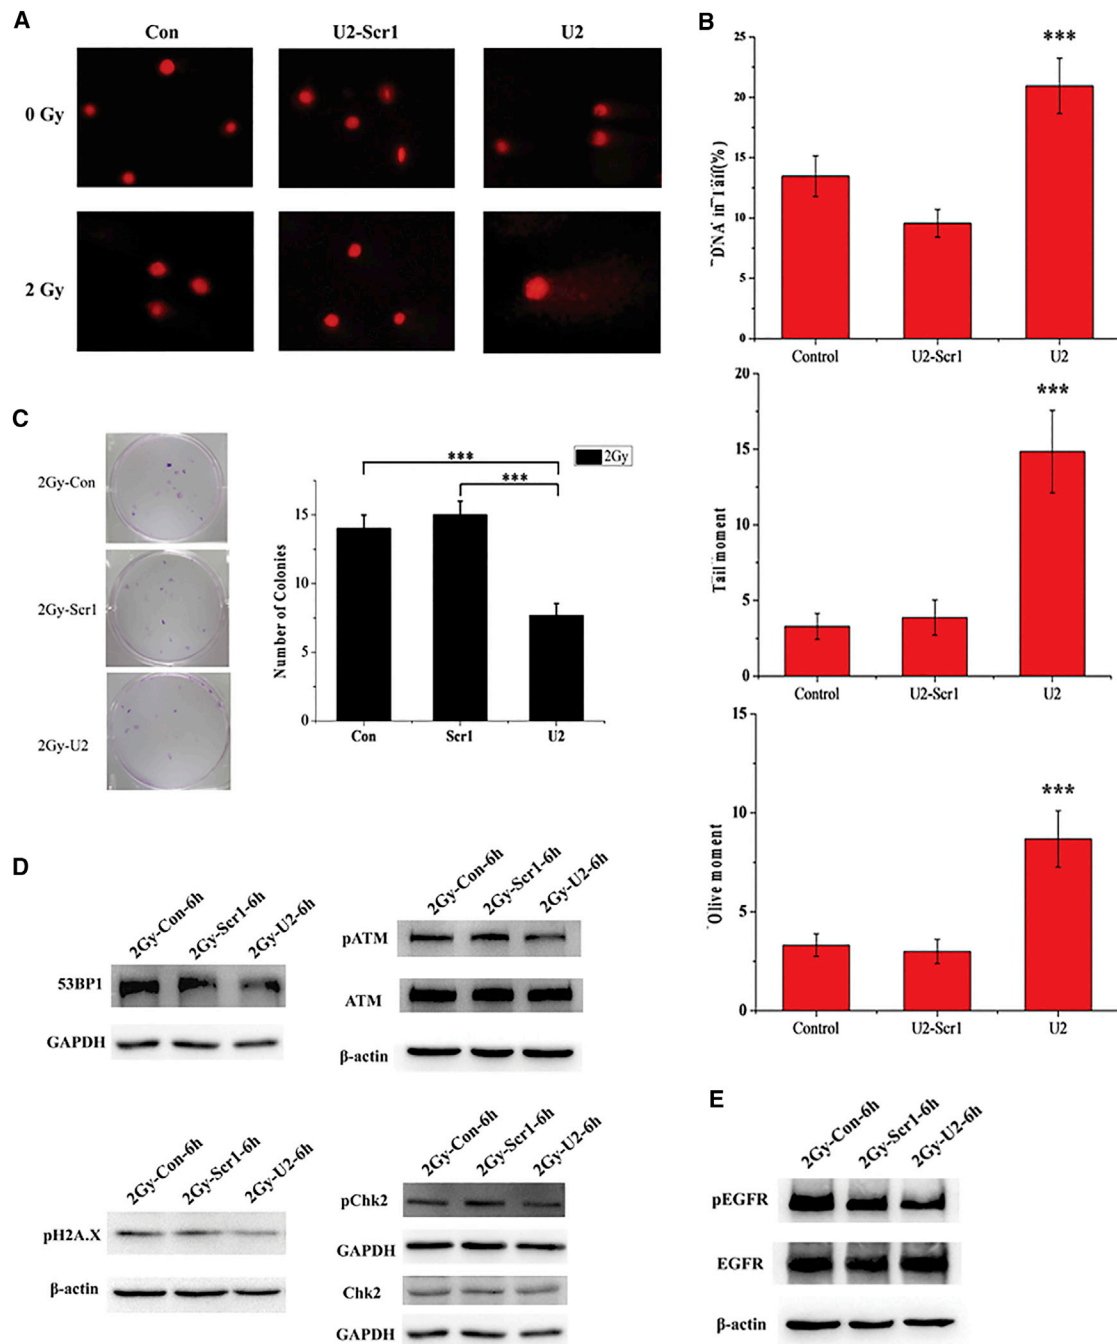 A
Con
U2-Scr1
U2
0 Gy
2 Gy
B
25
20
15
10
5
0
DNA in Tail(%)
***
Control
U2-Scr1
U2
20
15
10
5
0
Tail moment
***
Control
U2-Scr1
U2
15
10
5
0
Olive moment
***
Control
U2-Scr1
U2
C
2Gy-Con
2Gy-Scr1
2Gy-U2
***
***
2Gy
15
10
5
0
Number of Colonies
Con
Scr1
U2
D
2Gy-Con-6h
2Gy-Scr1-6h
2Gy-U2-6h
53BP1
GAPDH
2Gy-Con-6h
2Gy-Scr1-6h
2Gy-U2-6h
pATM
ATM
β-actin
2Gy-Con-6h
2Gy-Scr1-6h
2Gy-U2-6h
pH2A.X
β-actin
2Gy-Con-6h
2Gy-Scr1-6h
2Gy-U2-6h
pChk2
GAPDH
Chk2
GAPDH
E
2Gy-Con-6h
2Gy-Scr1-6h
2Gy-U2-6h
pEGFR
EGFR
β-actin